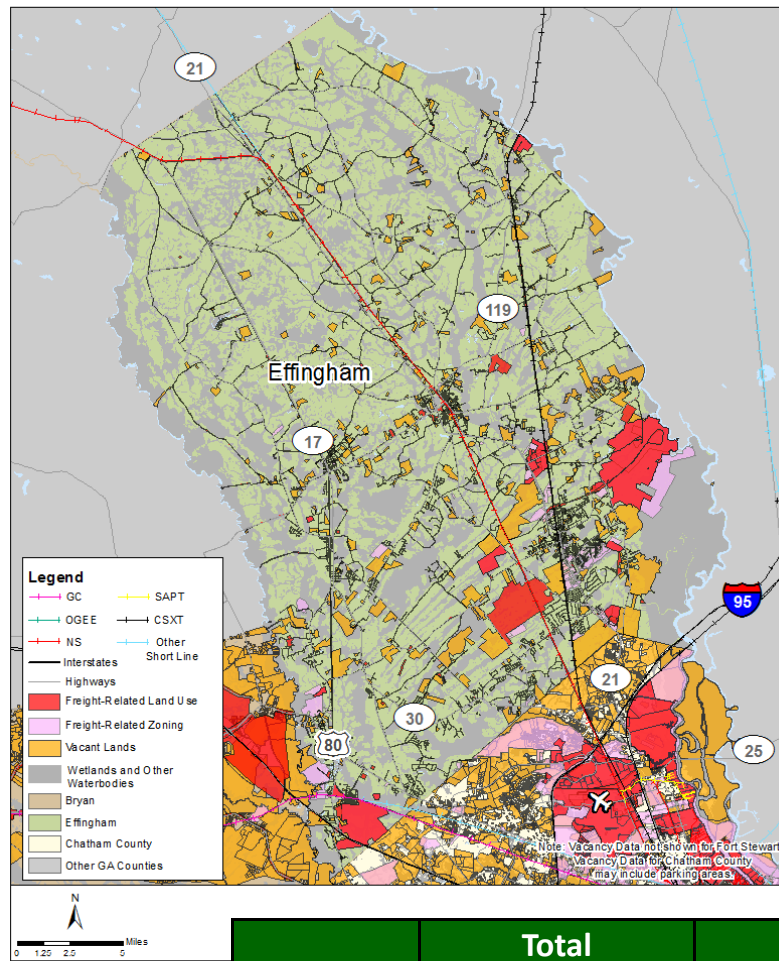 21
119
Effingham
17
95
21
30
80
25
Legend
GC
SAPT
OGEE
CSXT
NS
Other
Short Line
Interstates
Highways
Freight-Related Land Use
Freight-Related Zoning
Vacant Lands
Wetlands and Other
Waterbodies
Bryan
Effingham
Chatham County
Other GA Counties
Note: Vacancy Data not shown for Fort Stewart
Vacancy Data for Chatham County
may include parking areas.
N
Miles
0 1.25 2.5 5
Total